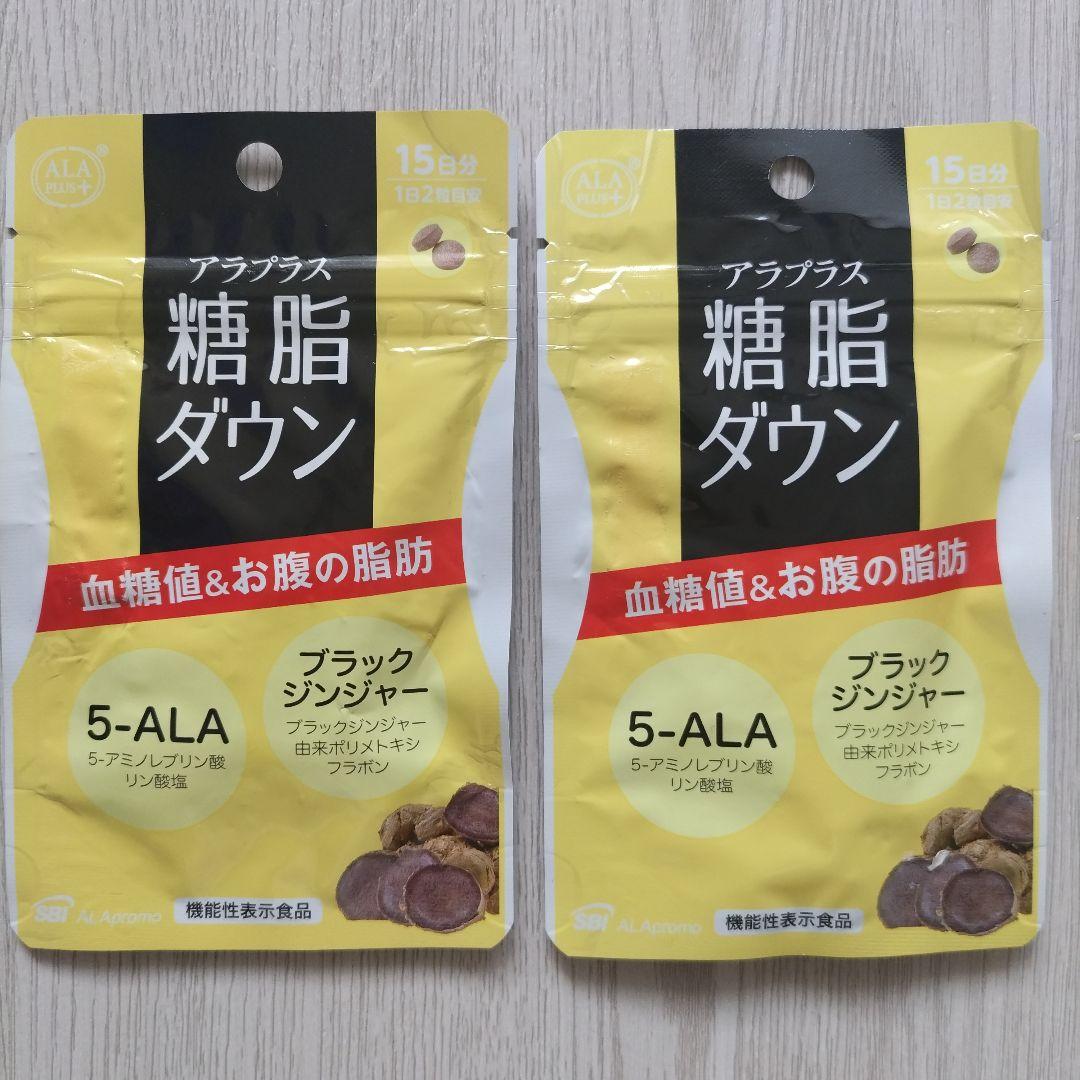 ALA
PLUS+
®
15日分
1日2粒目安
アラプラス
糖脂
ダウン
血糖値&お腹の脂肪
5-ALA
5-アミノレブリン酸
リン酸塩
ブラック
ジンジャー
ブラックジンジャー
由来ポリメトキシ
フラボン
SBI ALApromo
機能性表示食品
ALA
PLUS+
®
15日分
1日2粒目安
アラプラス
糖脂
ダウン
血糖値&お腹の脂肪
5-ALA
5-アミノレブリン酸
リン酸塩
ブラック
ジンジャー
ブラックジンジャー
由来ポリメトキシ
フラボン
SBI ALApromo
機能性表示食品